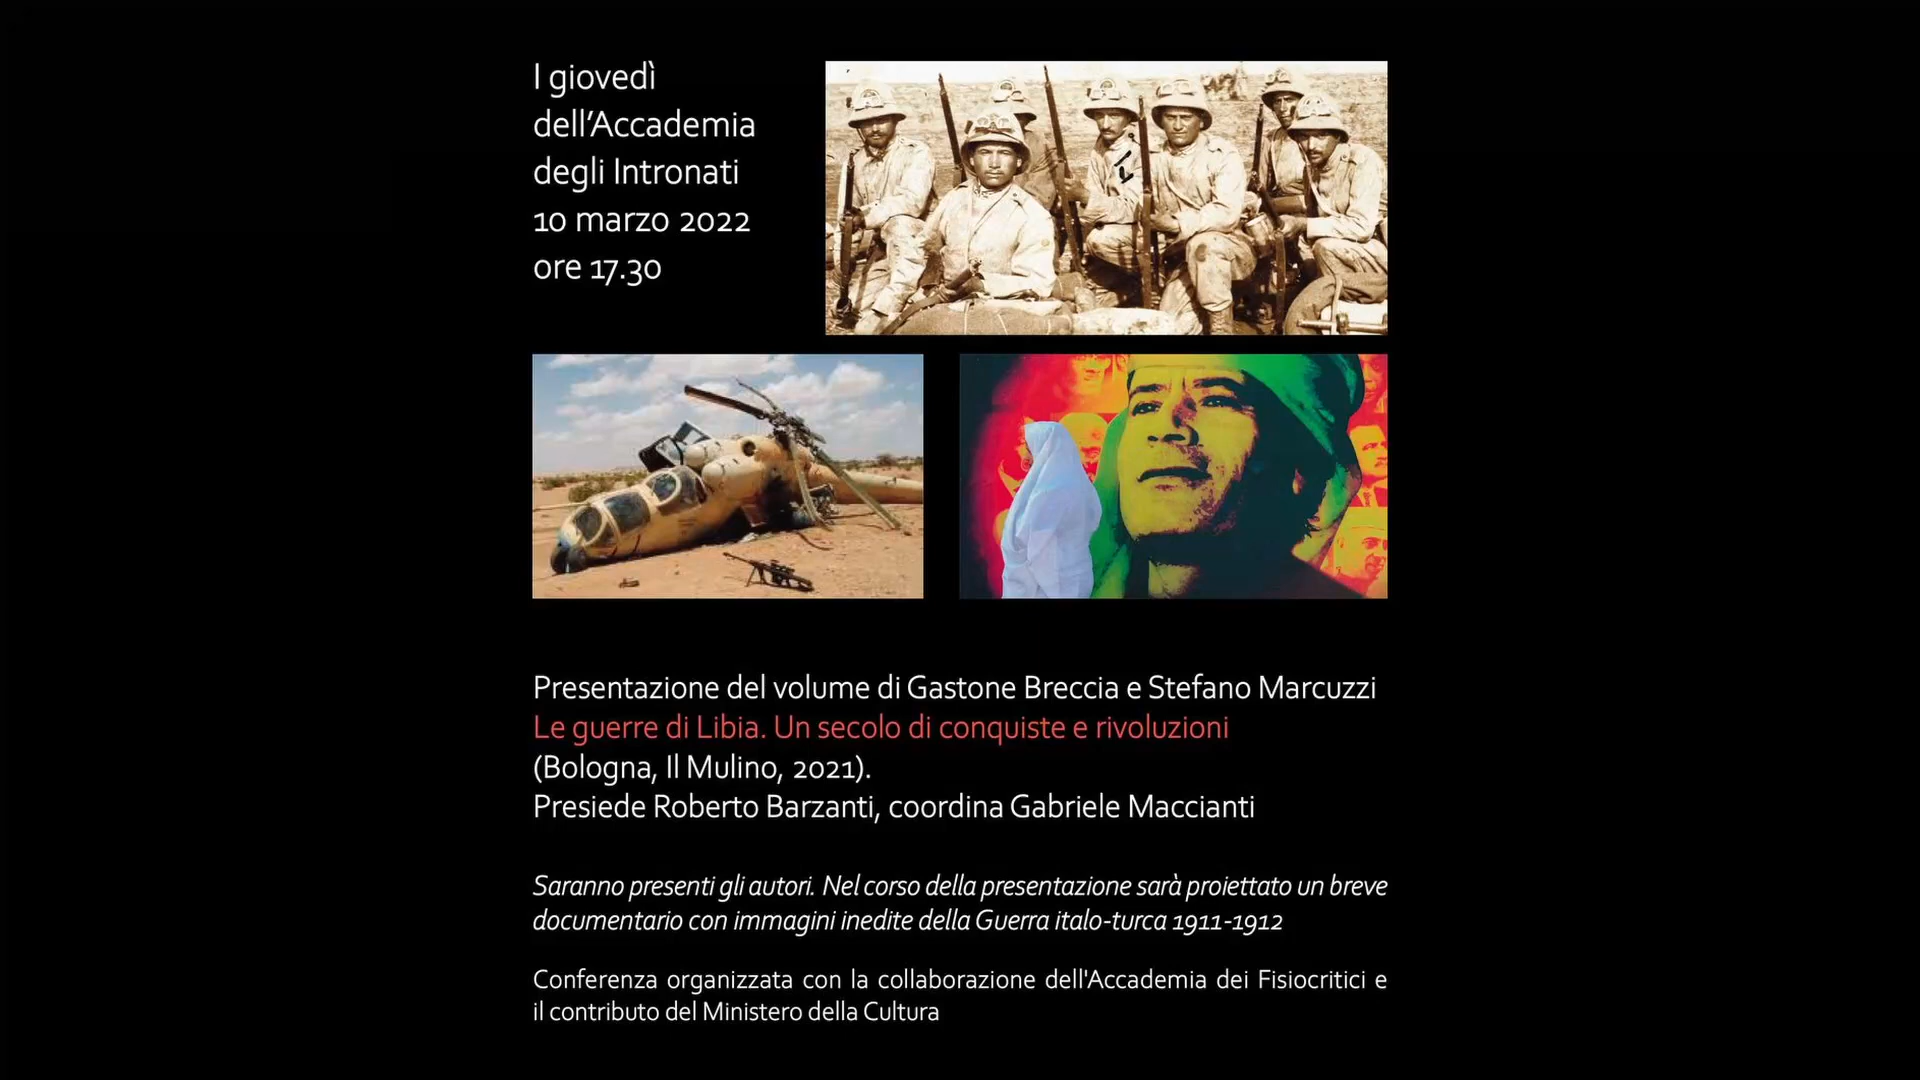 I giovedì
dell’Accademia
degli Intronati
10 marzo 2022
ore 17.30
Presentazione del volume di Gastone Breccia e Stefano Marcuzzi
Le guerre di Libia. Un secolo di conquiste e rivoluzioni
(Bologna, Il Mulino, 2021).
Presiede Roberto Barzanti, coordina Gabriele Maccianti
Saranno presenti gli autori. Nel corso della presentazione sarà proiettato un breve
documentario con immagini inedite della Guerra italo-turca 1911-1912
Conferenza organizzata con la collaborazione dell'Accademia dei Fisiocritici e
il contributo del Ministero della Cultura